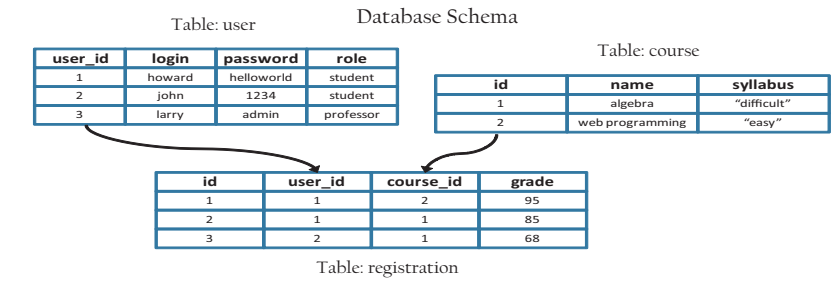 Database Schema
Table: user
user_id login password role
1 howard helloworld student
2 john 1234 student
3 larry admin professor
Table: course
id name syllabus
1 algebra “difficult”
2 web programming “easy”
id user_id course_id grade
1 1 2 95
2 1 1 85
3 2 1 68
Table: registration